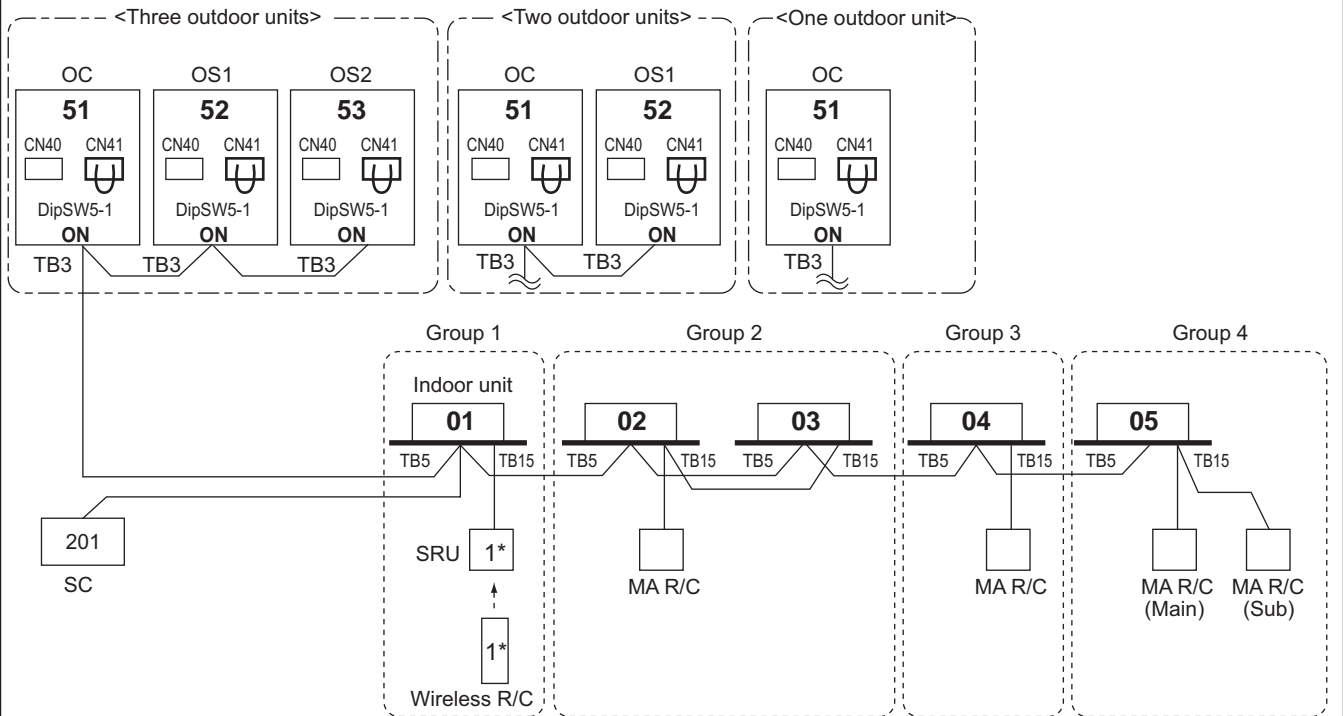 <Three outdoor units> <Two outdoor units> <One outdoor unit>
OC OS1 OS2 OC OS1 OC
51 52 53 51 52 51
CN40 CN41 CN40 CN41 CN40 CN41 CN40 CN41 CN40 CN41 CN40 CN41
DipSW5-1 DipSW5-1 DipSW5-1 DipSW5-1 DipSW5-1 DipSW5-1
ON ON ON ON ON ON
TB3 TB3 TB3 TB3 TB3 TB3
Group 1 Group 2 Group 3 Group 4
Indoor unit
01 02 03 04 05
TB5 TB15 TB5 TB15 TB5 TB15 TB5 TB15 TB5 TB15
201 SRU 1*
SC MA R/C MA R/C MA R/C MA R/C
(Main) (Sub)
1*
Wireless R/C